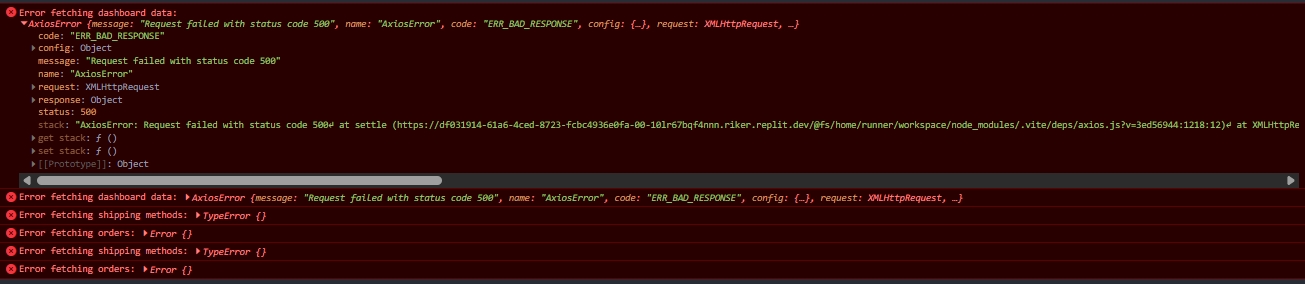 Error fetching dashboard data:
AxiosError {message: "Request failed with status code 500", name: "AxiosError", code: "ERR_BAD_RESPONSE", config: {…}, request: XMLHttpRequest, …}
code: "ERR_BAD_RESPONSE"
config: Object
message: "Request failed with status code 500"
name: "AxiosError"
request: XMLHttpRequest
response: Object
status: 500
stack: "AxiosError: Request failed with status code 500↵ at settle (https://df031914-61a6-4ced-8723-fcbc4936e0fa-00-10lr67bqf4nnn.riker.replit.dev/@fs/home/runner/workspace/node_modules/.vite/deps/axios.js?v=3ed56944:1218:12)↵ at XMLHttpRe
get stack: ƒ ()
set stack: ƒ ()
[[Prototype]]: Object
Error fetching dashboard data: AxiosError {message: "Request failed with status code 500", name: "AxiosError", code: "ERR_BAD_RESPONSE", config: {…}, request: XMLHttpRequest, …}
Error fetching shipping methods: TypeError {}
Error fetching orders: Error {}
Error fetching shipping methods: TypeError {}
Error fetching orders: Error {}